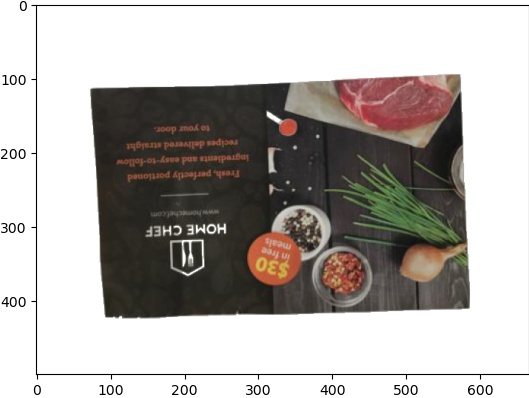 0
100
200
300
400
HOME CHEF
www.homechef.com
Fresh, perfectly portioned
ingredients and easy-to-follow
recipes delivered straight
to your door.
$30
in free
meals
0 100 200 300 400 500 600